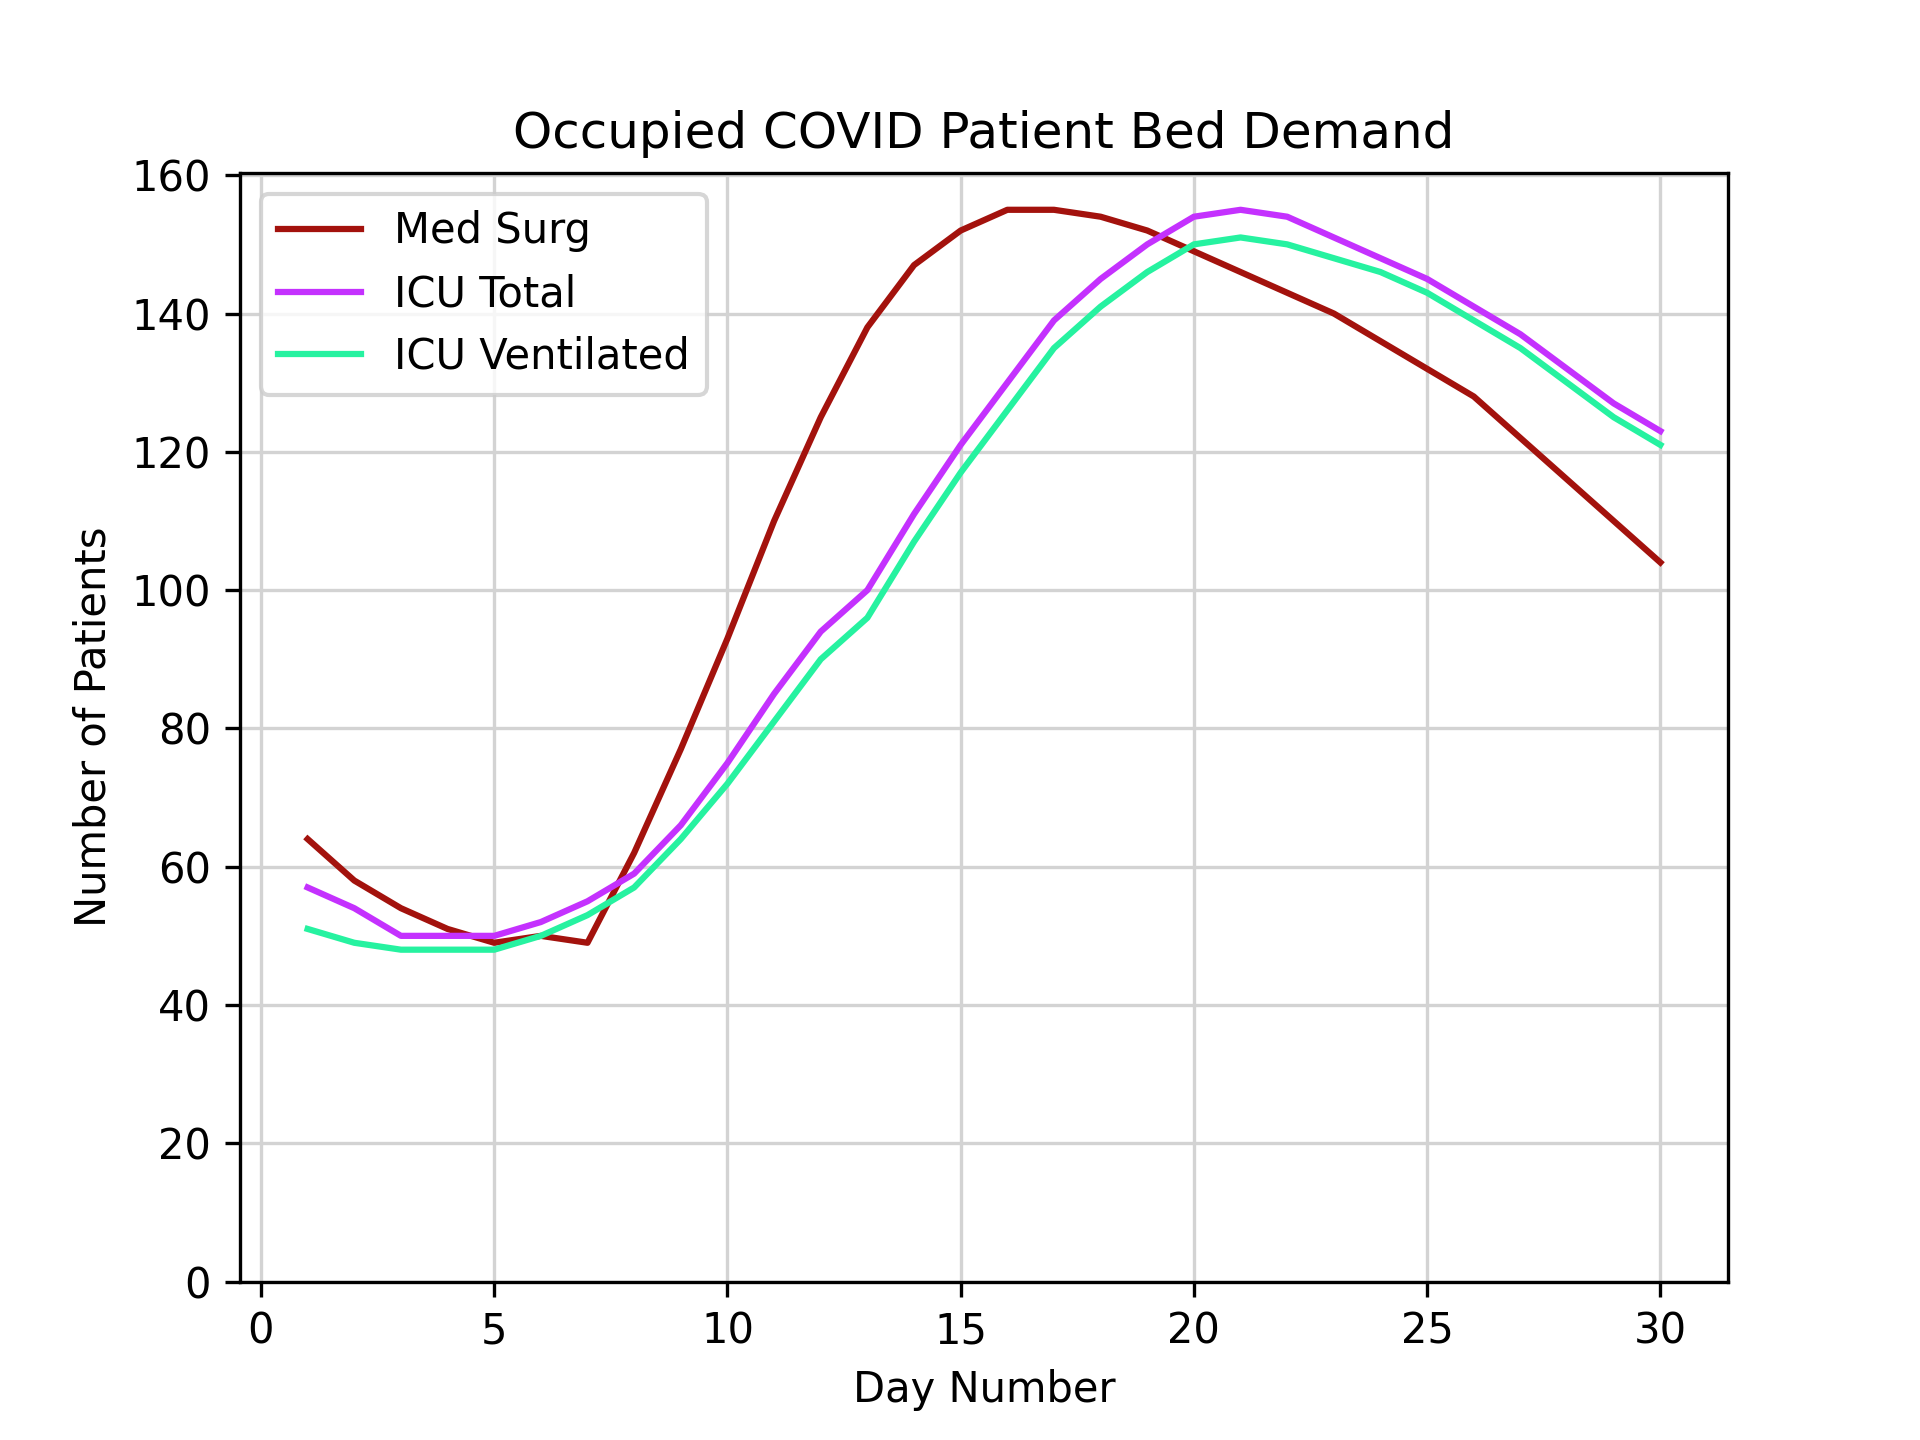 Occupied COVID Patient Bed Demand
160
140
120
100
80
60
40
20
0
Med Surg
ICU Total
ICU Ventilated
Number of Patients
0 5 10 15 20 25 30
Day Number